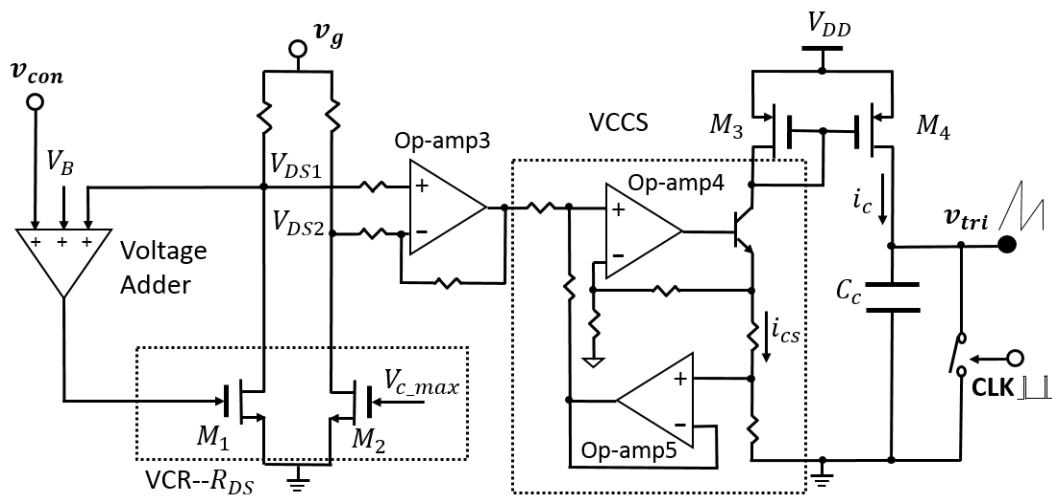 v_con
V_B
v_g
V_DS1
V_DS2
Op-amp3
VCCS
Op-amp4
V_DD
M_3
M_4
i_c
v_tri
C_c
CLK
i_cs
Op-amp5
Voltage
Adder
+ + +
+
−
+
−
+
−
V_c_max
M_1
M_2
VCR--R_DS